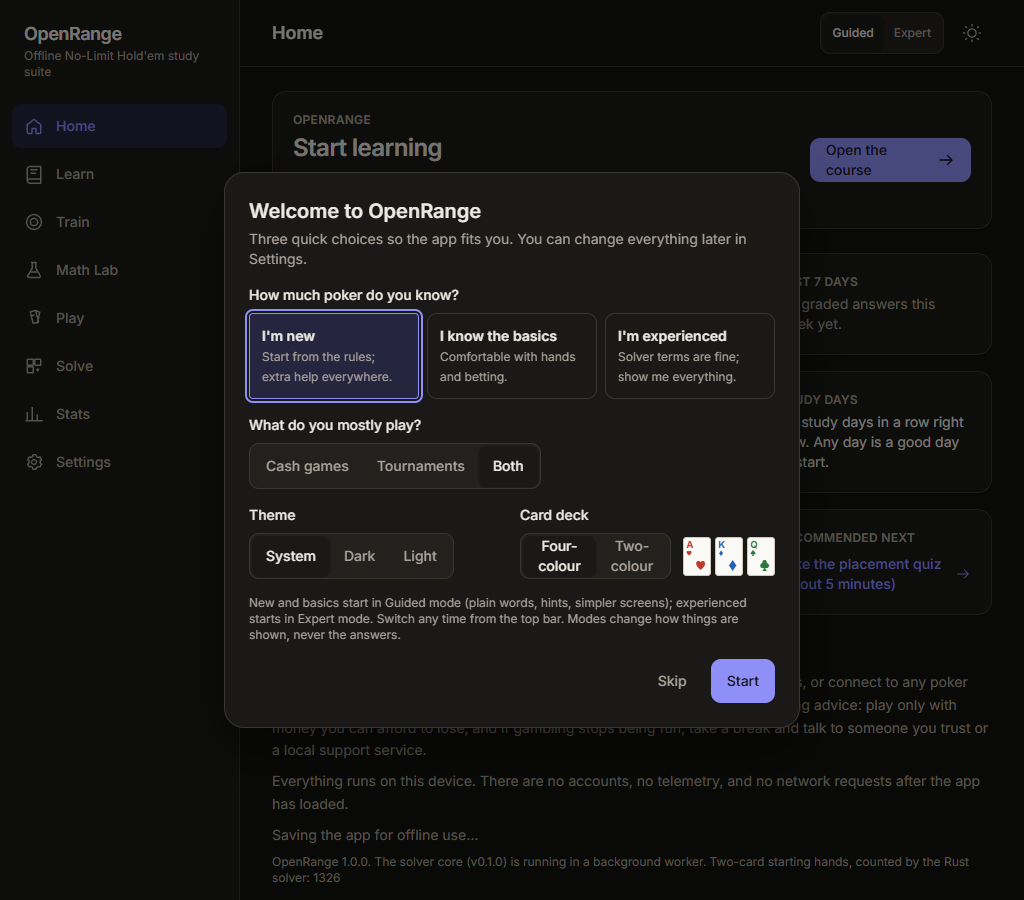 OpenRange
Offline No-Limit Hold'em study
suite
Home
Learn
Train
Math Lab
Play
Solve
Stats
Settings
Home
Guided
Expert
OPENRANGE
Start learning
Open the
course
Welcome to OpenRange
Three quick choices so the app fits you. You can change everything later in
Settings.
How much poker do you know?
I'm new
Start from the rules;
extra help everywhere.
I know the basics
Comfortable with hands
and betting.
I'm experienced
Solver terms are fine;
show me everything.
What do you mostly play?
Cash games
Tournaments
Both
Theme
System
Dark
Light
Card deck
Four-
colour
Two-
colour
A
K
Q
New and basics start in Guided mode (plain words, hints, simpler screens); experienced
starts in Expert mode. Switch any time from the top bar. Modes change how things are
shown, never the answers.
Skip
Start
7 DAYS
graded answers this
yet.
DAYS
study days in a row right
Any day is a good day
start.
NEXT
the placement quiz
5 minutes)
, or connect to any poker
advice: play only with
money you can afford to lose, and if gambling stops being fun, take a break and talk to someone you trust or
a local support service.
Everything runs on this device. There are no accounts, no telemetry, and no network requests after the app
has loaded.
Saving the app for offline use...
OpenRange 1.0.0. The solver core (v0.1.0) is running in a background worker. Two-card starting hands, counted by the Rust
solver: 1326